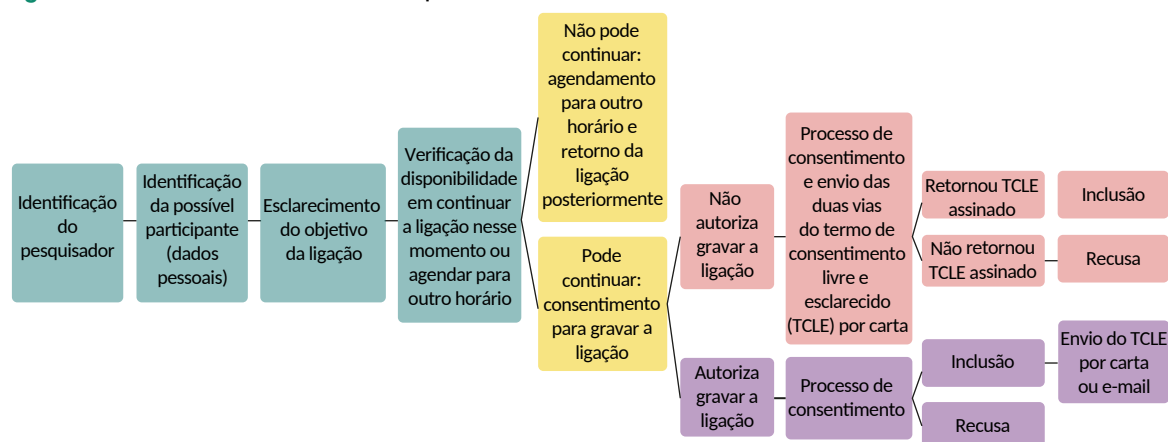 Identificação
do
pesquisador
Identificação
da possível
participante
(dados
pessoais)
Esclarecimento
do objetivo
da ligação
Verificação da
disponibilidade
em continuar
a ligação nesse
momento ou
agendar para
outro horário
Não pode
continuar:
agendamento
para outro
horário e
retorno da
ligação
posteriormente
Pode
continuar:
consentimento
para gravar a
ligação
Não
autoriza
gravar a
ligação
Processo de
consentimento
e envio das
duas vias
do termo de
consentimento
livre e
esclarecido
(TCLE) por carta
Retornou TCLE
assinado
Inclusão
Não retornou
TCLE assinado
Recusa
Autoriza
gravar a
ligação
Processo de
consentimento
Inclusão
Envio do TCLE
por carta
ou e-mail
Recusa